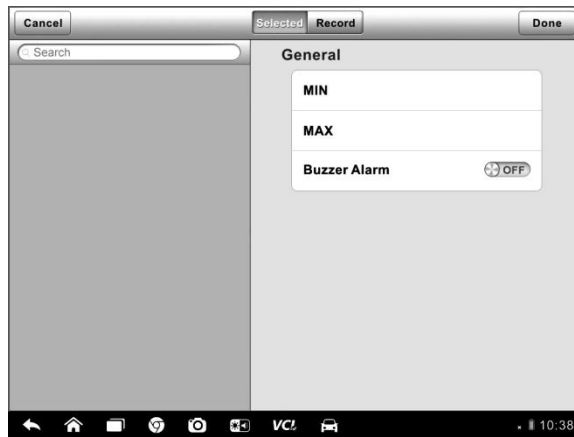 Cancel
Selected Record
Done
Search
General
MIN
MAX
Buzzer Alarm
OFF
VCI
10:38